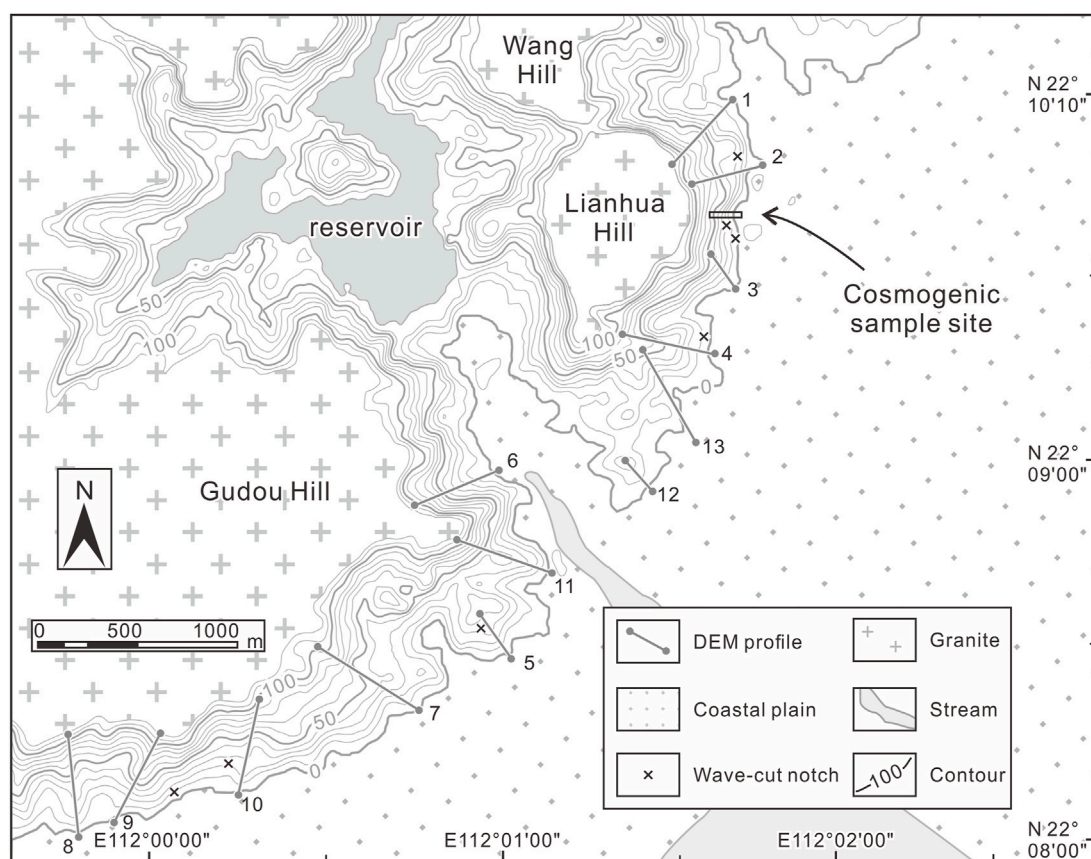 Wang
Hill
N 22°
10'10"
1
2
Lianhua
Hill
reservoir
50
100
3
Cosmogenic
sample site
100
50
4
0
13
N 22°
09'00"
6
12
N
Gudou Hill
11
0 500 1000
m
5
100
7
50
0
8
9
10
DEM profile
Granite
Coastal plain
Stream
Wave-cut notch
100
Contour
E112°00'00"
E112°01'00"
E112°02'00"
N 22°
08'00"